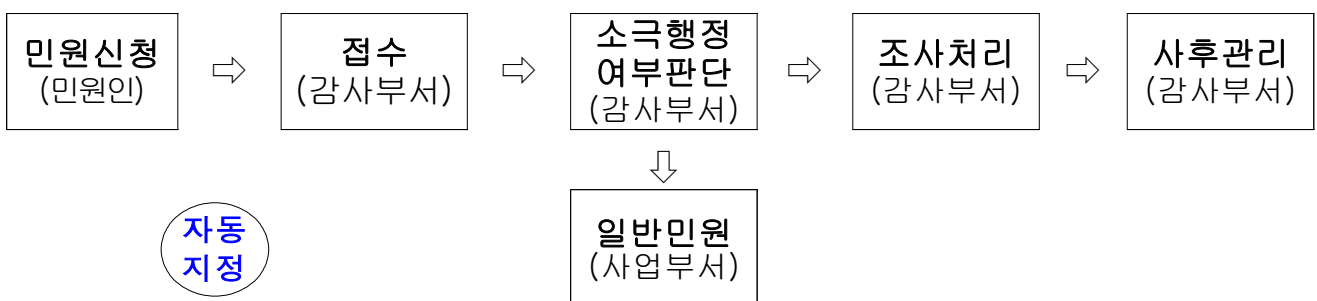 민원신청
(민원인)
접수
(감사부서)
소극행정
여부판단
(감사부서)
조사처리
(감사부서)
사후관리
(감사부서)
자동
지정
일반민원
(사업부서)